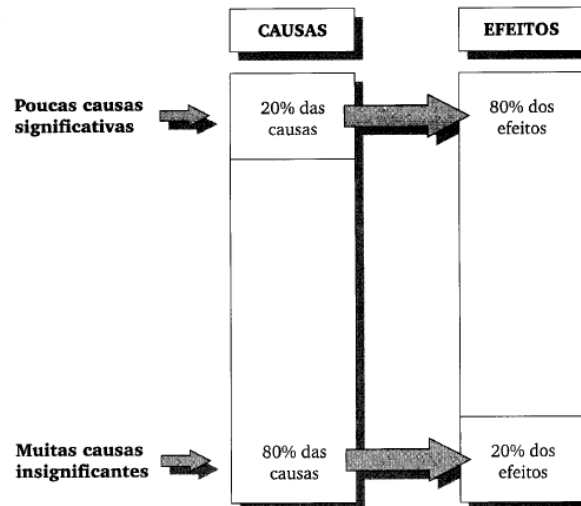 CAUSAS
EFEITOS
Poucas causas
significativas
20% das
causas
80% dos
efeitos
Muitas causas
insignificantes
80% das
causas
20% dos
efeitos